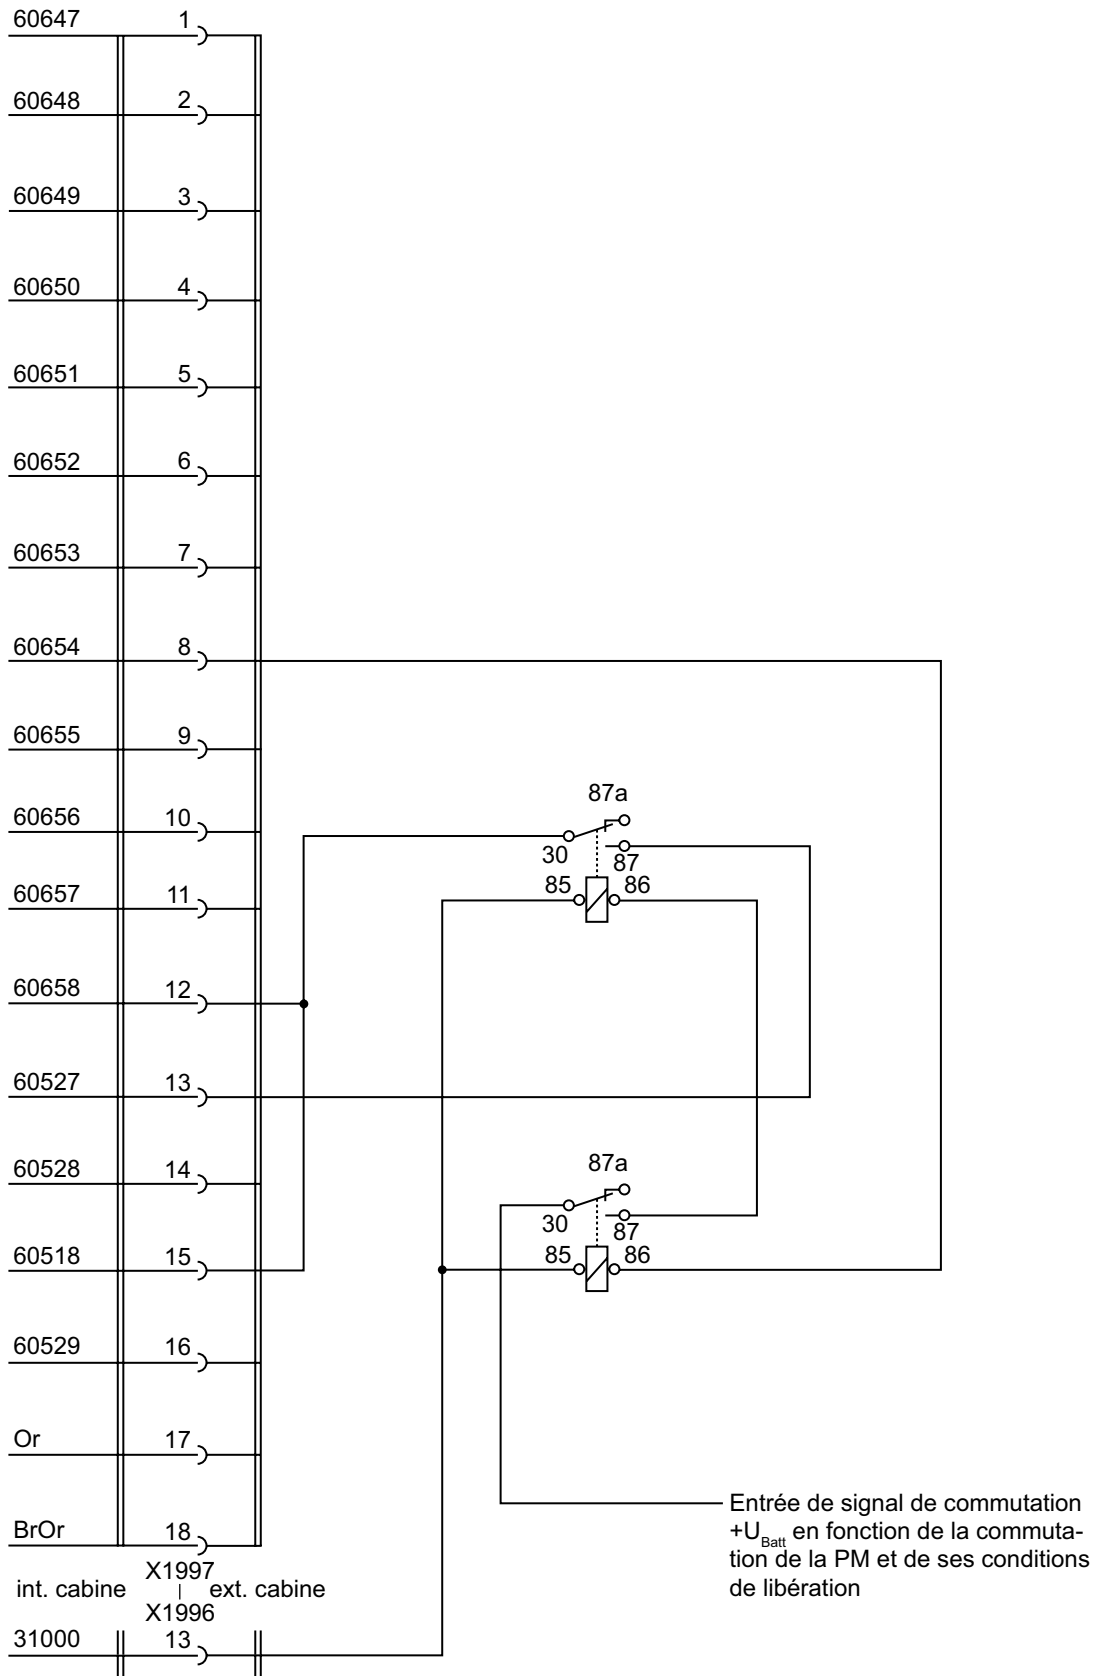 60647 1
60648 2
60649 3
60650 4
60651 5
60652 6
60653 7
60654 8
60655 9
87a
60656 10
30 87
60657 11 85 86
60658 12
60527 13
87a
60528 14
30 87
60518 15 85 86
60529 16
Or 17
Entrée de signal de commutation
+UBatt en fonction de la commuta-
tion de la PM et de ses conditions
de libération
BrOr 18
X1997
int. cabine | ext. cabine
X1996
31000 13